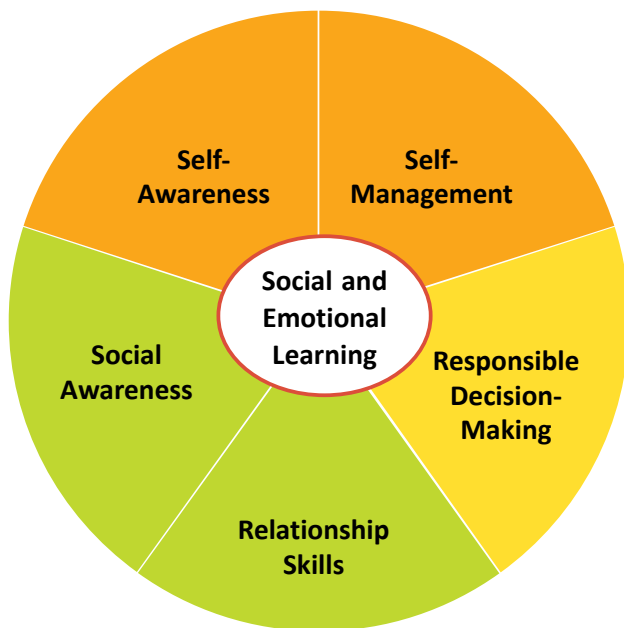 Self-
Awareness
Self-
Management
Social and
Emotional
Learning
Social
Awareness
Responsible
Decision-
Making
Relationship
Skills